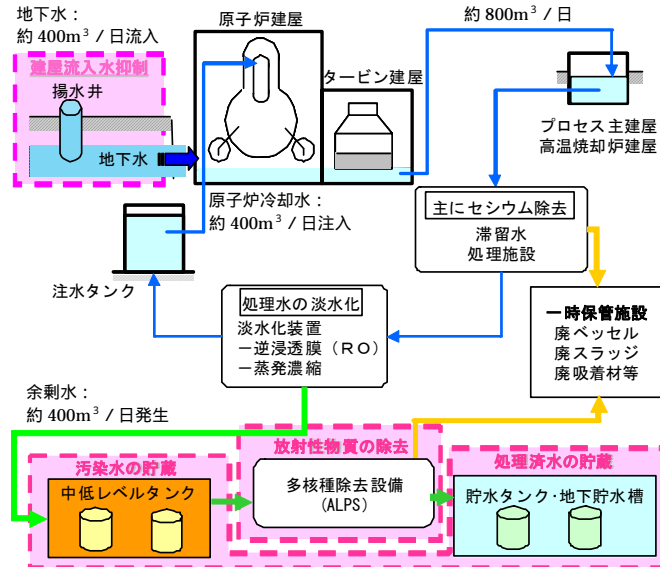 地下水：
約 400m³ / 日流入
原子炉建屋
約 800m³ / 日
建屋流入水抑制
揚水井
地下水
タービン建屋
プロセス主建屋
高温焼却炉建屋
原子炉冷却水：
約 400m³ / 日注入
注水タンク
主にセシウム除去
滞留水
処理施設
処理水の淡水化
淡水化装置
－逆浸透膜（ＲＯ）
－蒸発濃縮
一時保管施設
廃ベッセル
廃スラッジ
廃吸着材等
余剰水：
約 400m³ / 日発生
汚染水の貯蔵
中低レベルタンク
放射性物質の除去
多核種除去設備
(ALPS)
処理済水の貯蔵
貯水タンク・地下貯水槽